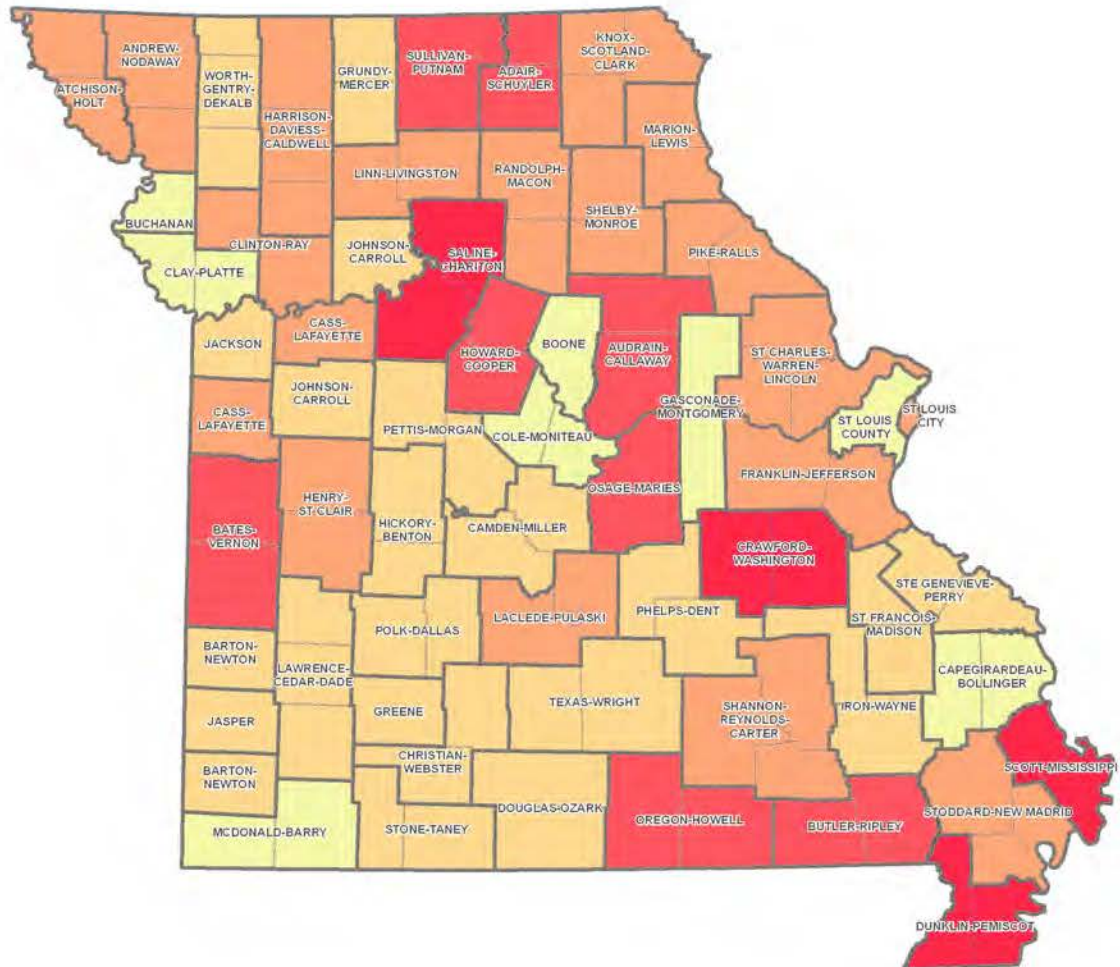 KNOX-
SCOTLAND-
CLARK
ANDREW-
NODAWAY
SULLIVAN-
PUTNAM
ADAIR-
SCHUYLER
GRUNDY-
MERCER
WORTH-
GENTRY-
DEKALB
ATCHISON-
HOLT
HARRISON-
DAVIESS-
CALDWELL
MARION-
LEWIS
LINN-LIVINGSTON
RANDOLPH-
MACON
SHELBY-
MONROE
BUCHANAN
CLINTON-RAY
JOHNSON-
CARROLL
SALINE-
CHARITON
PIKE-RALLS
CLAY-PLATTE
CASS-
LAFAYETTE
JACKSON
HOWARD-
COOPER
BOONE
AUDRAIN-
CALLAWAY
ST CHARLES-
WARREN-
LINCOLN
JOHNSON-
CARROLL
GASCONADE-
MONTGOMERY
CASS-
LAFAYETTE
PETTIS-MORGAN
COLE-MONITEAU
ST LOUIS
COUNTY
ST LOUIS
CITY
FRANKLIN-JEFFERSON
OSAGE-MARIES
HENRY-
ST CLAIR
BATES-
VERNON
HICKORY-
BENTON
CAMDEN-MILLER
CRAWFORD-
WASHINGTON
STE GENEVIEVE-
PERRY
LACLEDE-PULASKI
PHELPS-DENT
ST FRANCOIS-
MADISON
POLK-DALLAS
BARTON-
NEWTON
LAWRENCE-
CEDAR-DADE
CAPEGIRARDEAU-
BOLLINGER
TEXAS-WRIGHT
SHANNON-
REYNOLDS-
CARTER
IRON-WAYNE
GREENE
JASPER
CHRISTIAN-
WEBSTER
BARTON-
NEWTON
SCOTT-MISSISSIPPI
DOUGLAS-OZARK
OREGON-HOWELL
BUTLER-RIPLEY
STODDARD-NEW MADRID
MCDONALD-BARRY
STONE-TANEY
DUNKLIN-PEMISCOT